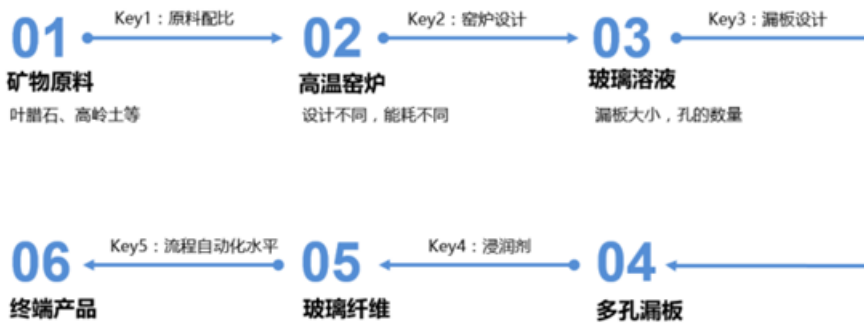 01
Key1：原料配比
02
Key2：窑炉设计
03
Key3：漏板设计
矿物原料
高温窑炉
玻璃溶液
叶腊石、高岭土等
设计不同，能耗不同
漏板大小，孔的数量
06
Key5：流程自动化水平
05
Key4：浸润剂
04
终端产品
玻璃纤维
多孔漏板